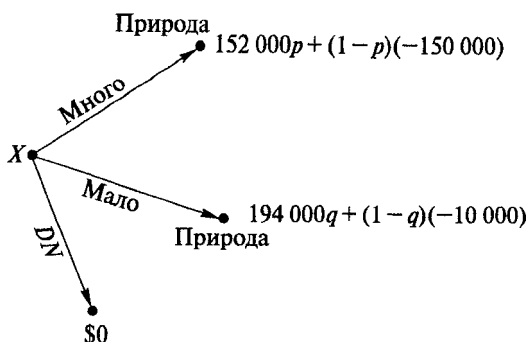 Природа
152 000p + (1 − p)(−150 000)
Много
X
Мало
194 000q + (1 − q)(−10 000)
Природа
DN
$0